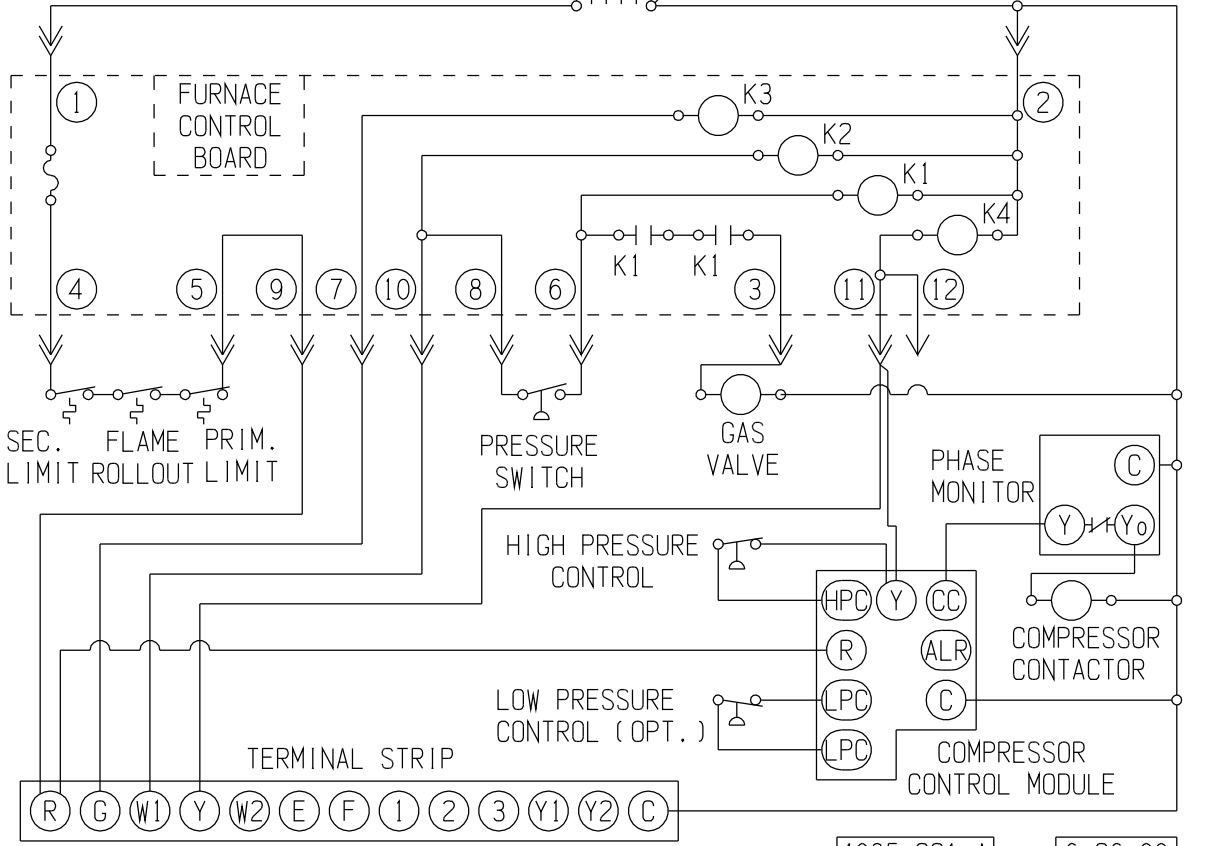 K3
1
FURNACE
CONTROL
BOARD
2
K2
K1
K4
K1
K1
4
5
9
7
10
8
6
3
11
12
SEC.
LIMIT
FLAME
ROLLOUT
PRIM.
LIMIT
PRESSURE
SWITCH
GAS
VALVE
PHASE
MONITOR
C
Y
Yo
HIGH PRESSURE
CONTROL
HPC
Y
CC
COMPRESSOR
CONTACTOR
R
ALR
LOW PRESSURE
CONTROL (OPT.)
LPC
C
LPC
COMPRESSOR
CONTROL MODULE
TERMINAL STRIP
R G W1 Y W2 E F 1 2 3 Y1 Y2 C